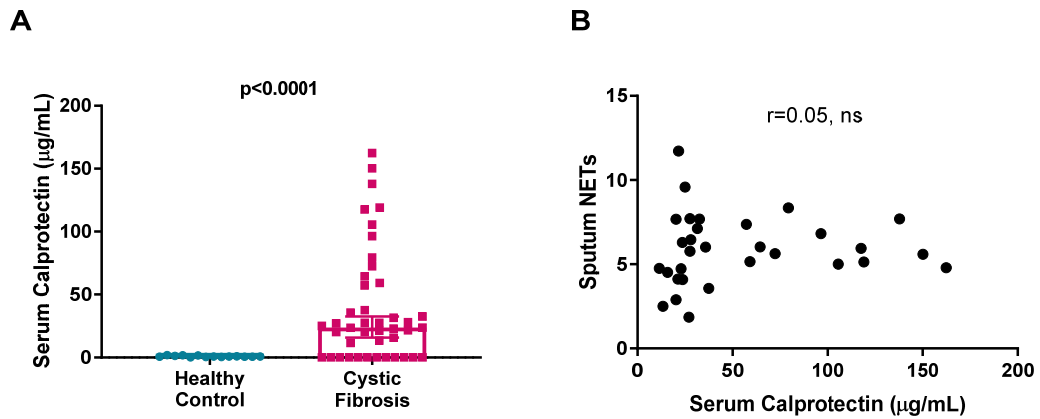 A
p<0.0001
Serum Calprotectin (μg/mL)
200
150
100
50
0
Healthy
Control
Cystic
Fibrosis
B
r=0.05, ns
Sputum NETs
15
10
5
0
0
50
100
150
200
Serum Calprotectin (μg/mL)